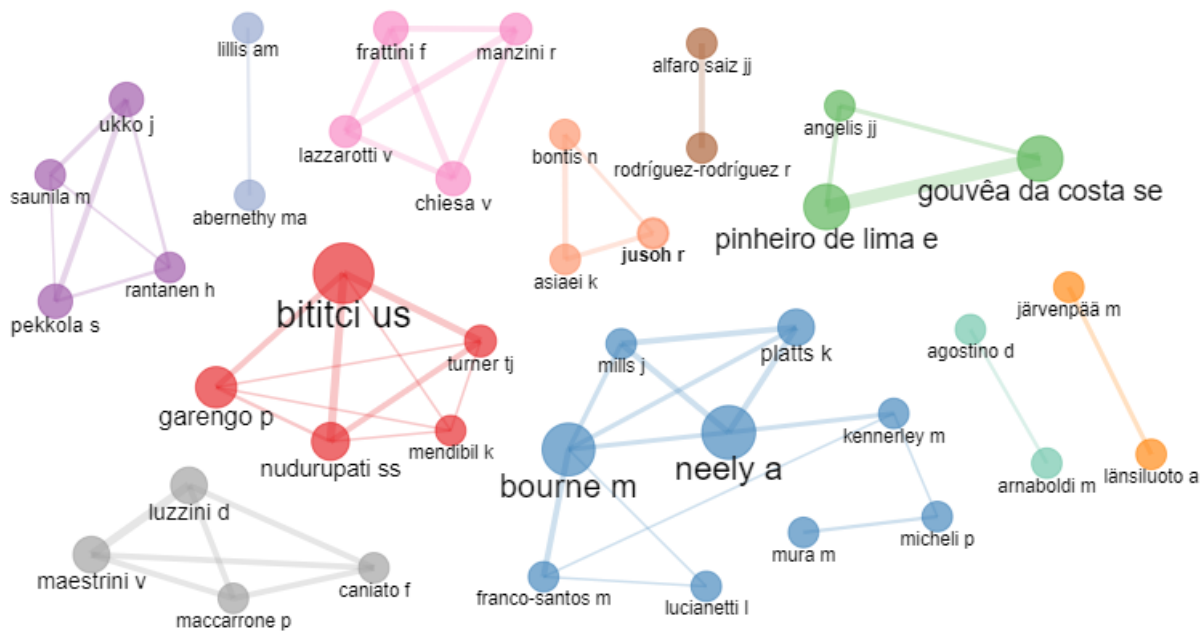 lillis am
frattini f
manzini r
alfaro saiz jj
ukko j
angelis jj
lazzarotti v
bontis n
rodríguez-rodríguez r
saunila m
chiesa v
gouvêa da costa se
abernethy ma
pinheiro de lima e
jusoh r
asiaei k
rantanen h
pekkola s
bititci us
järvenpää m
platts k
agostino d
mills j
turner tj
garengo p
kennerley m
mendibil k
nudurupati ss
neely a
länsiluoto a
bourne m
arnaboldi m
luzzini d
micheli p
mura m
maestrini v
caniato f
franco-santos m
lucianetti l
maccarrone p